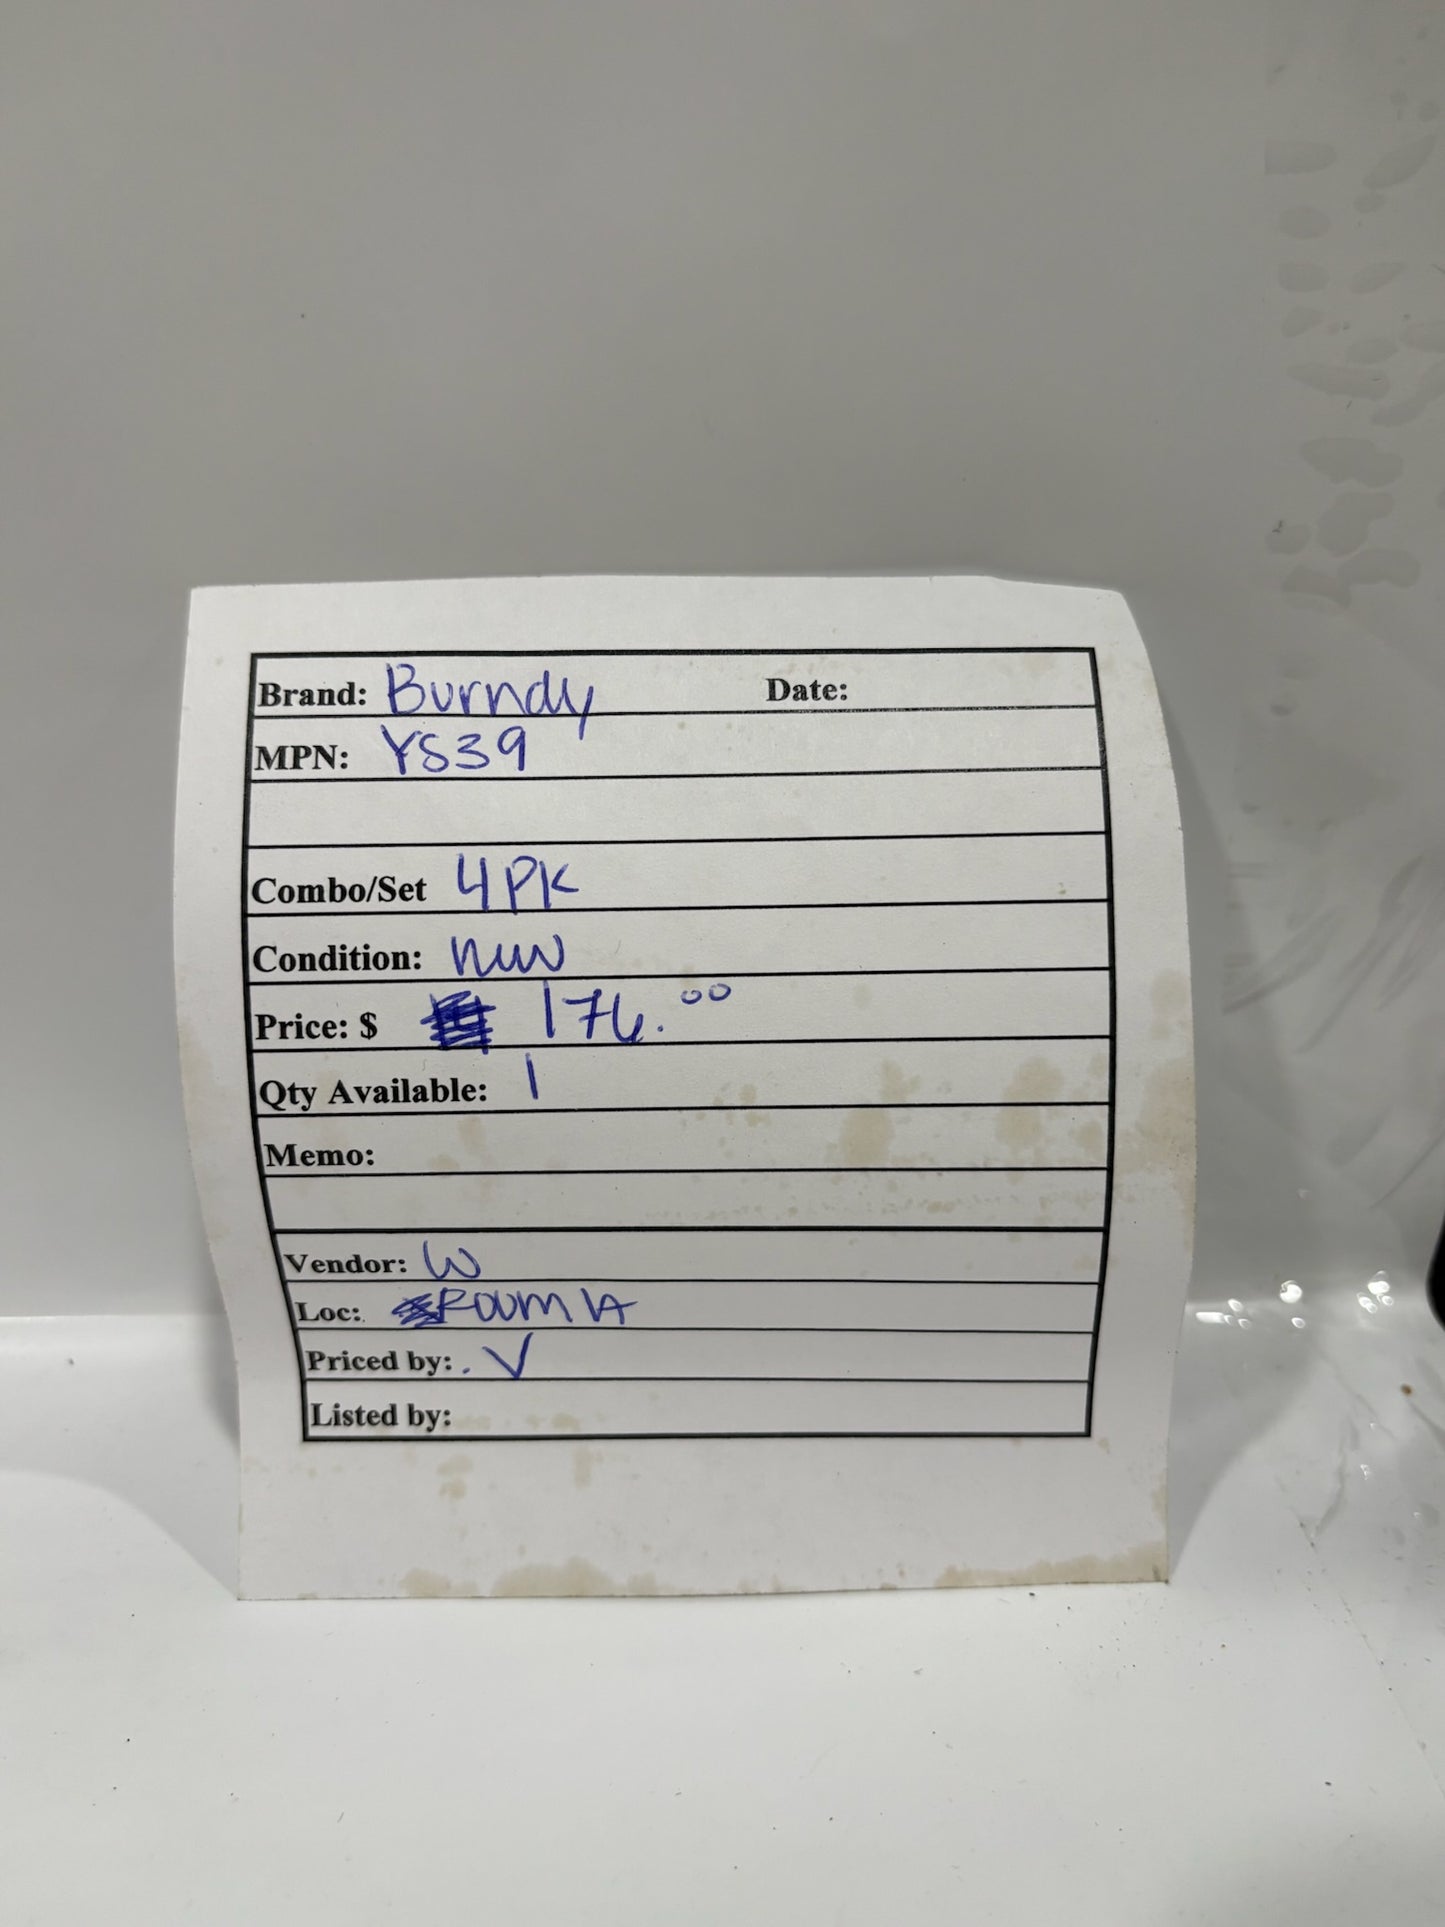 Brand: Burndy Date:
MPN: YS39
Combo/Set 4PK
Condition: new
Price: $ 176.00
Qty Available: 1
Memo:
Vendor: W
Loc: ROOM 1A
Priced by: . V
Listed by: